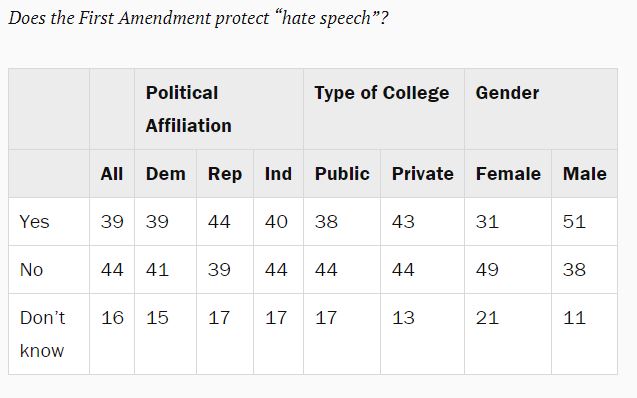 Does the First Amendment protect “hate speech”?
Political Affiliation Type of College Gender
All Dem Rep Ind Public Private Female Male
Yes 39 39 44 40 38 43 31 51
No 44 41 39 44 44 44 49 38
Don’t know 16 15 17 17 17 13 21 11